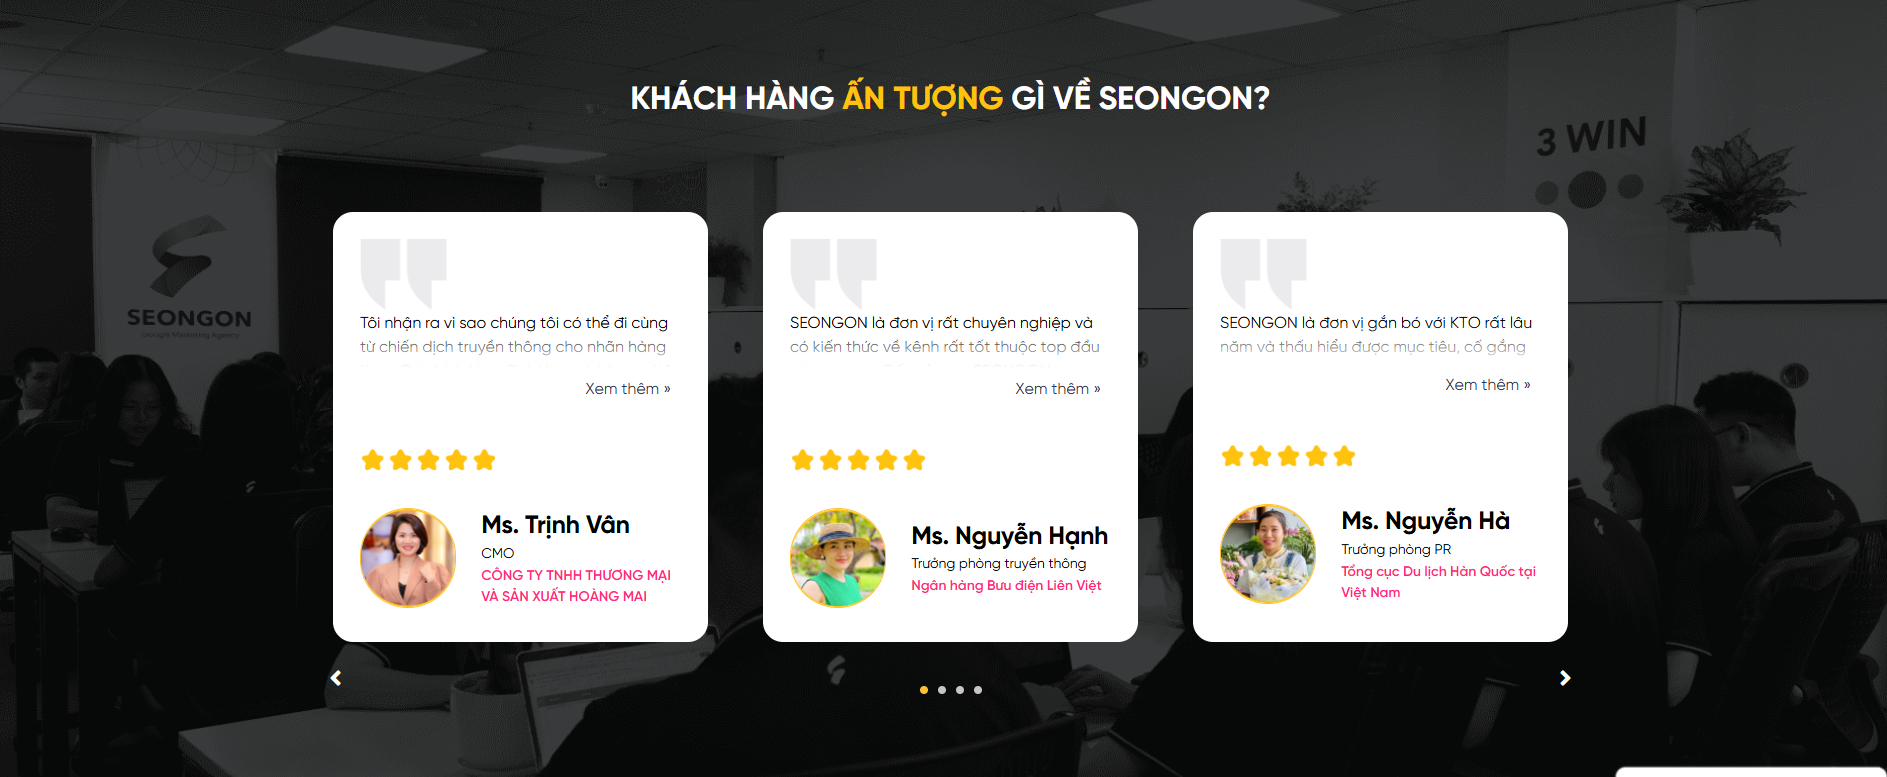 KHÁCH HÀNG ẤN TƯỢNG GÌ VỀ SEONGON?
3 WIN
SEONGON
Google Marketing Agency
Tôi nhận ra vì sao chúng tôi có thể đi cùng
từ chiến dịch truyền thông cho nhãn hàng
Xem thêm »
Ms. Trịnh Vân
CMO
CÔNG TY TNHH THƯƠNG MẠI
VÀ SẢN XUẤT HOÀNG MAI
SEONGON là đơn vị rất chuyên nghiệp và
có kiến thức về kênh rất tốt thuộc top đầu
Xem thêm »
Ms. Nguyễn Hạnh
Trưởng phòng truyền thông
Ngân hàng Bưu điện Liên Việt
SEONGON là đơn vị gắn bó với KTO rất lâu
năm và thấu hiểu được mục tiêu, cố gắng
Xem thêm »
Ms. Nguyễn Hà
Trưởng phòng PR
Tổng cục Du lịch Hàn Quốc tại
Việt Nam